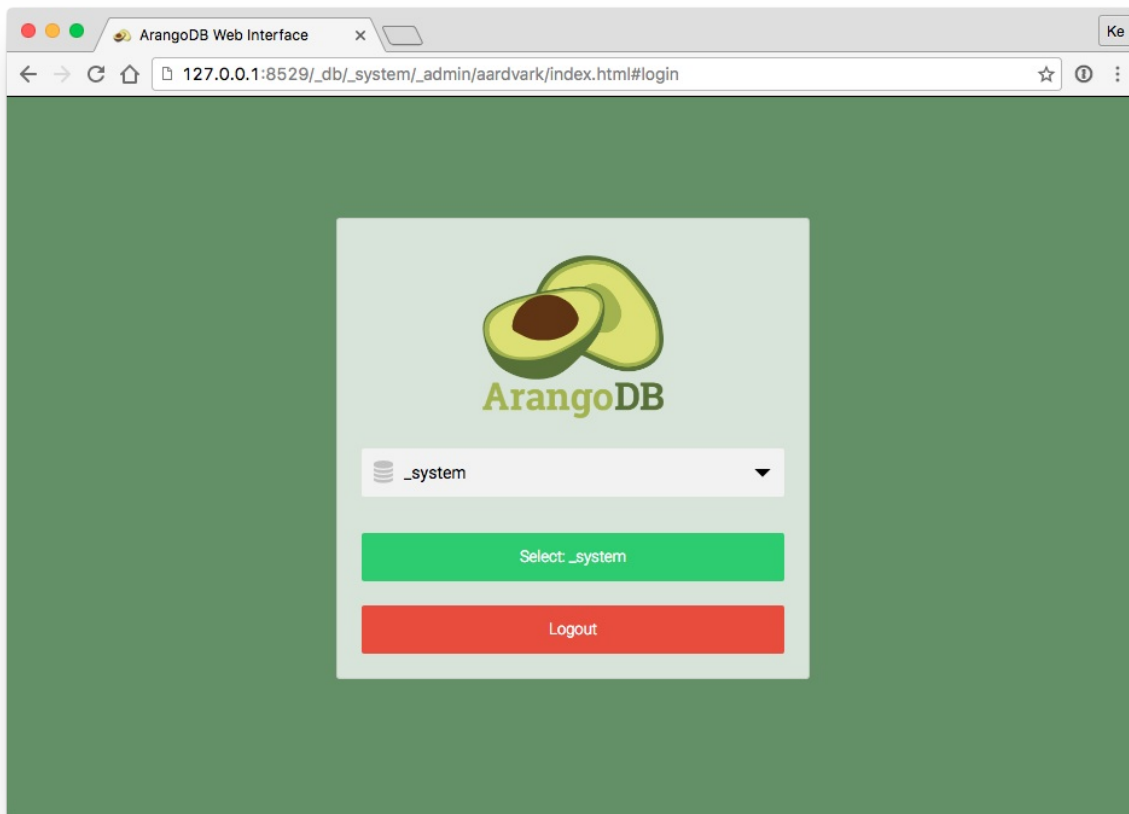 ArangoDB Web Interface
Ke
127.0.0.1:8529/_db/_system/_admin/aardvark/index.html#login
ArangoDB
_system
Select: _system
Logout